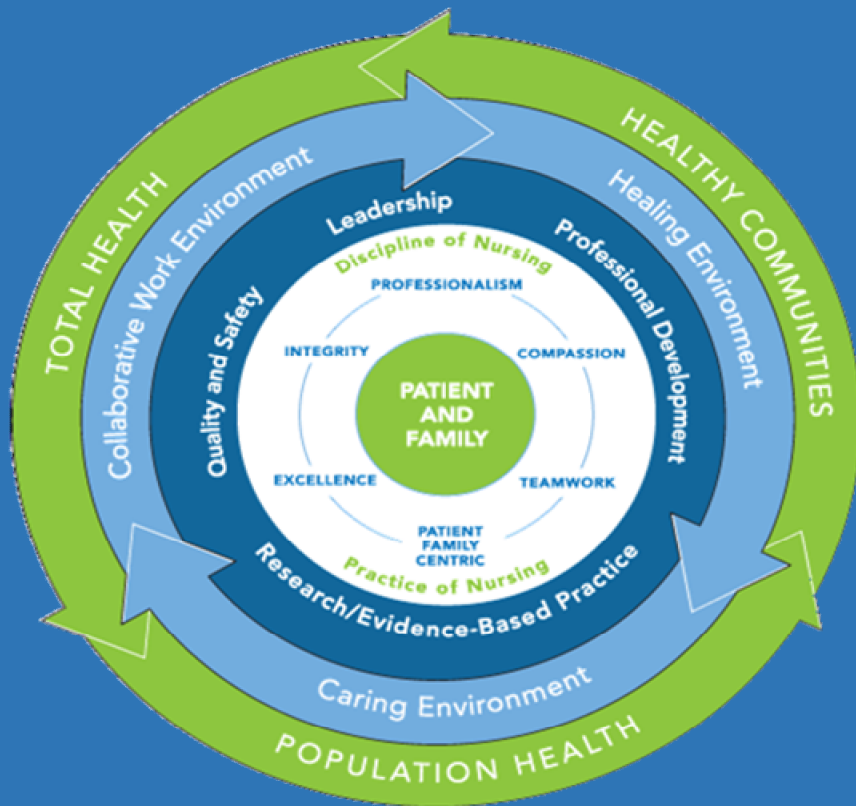 TOTAL HEALTH
HEALTHY COMMUNITIES
POPULATION HEALTH
Collaborative Work Environment
Healing Environment
Caring Environment
Leadership
Professional Development
Quality and Safety
Research/Evidence-Based Practice
Discipline of Nursing
PROFESSIONALISM
INTEGRITY
COMPASSION
PATIENT
AND
FAMILY
EXCELLENCE
TEAMWORK
PATIENT
FAMILY
CENTRIC
Practice of Nursing